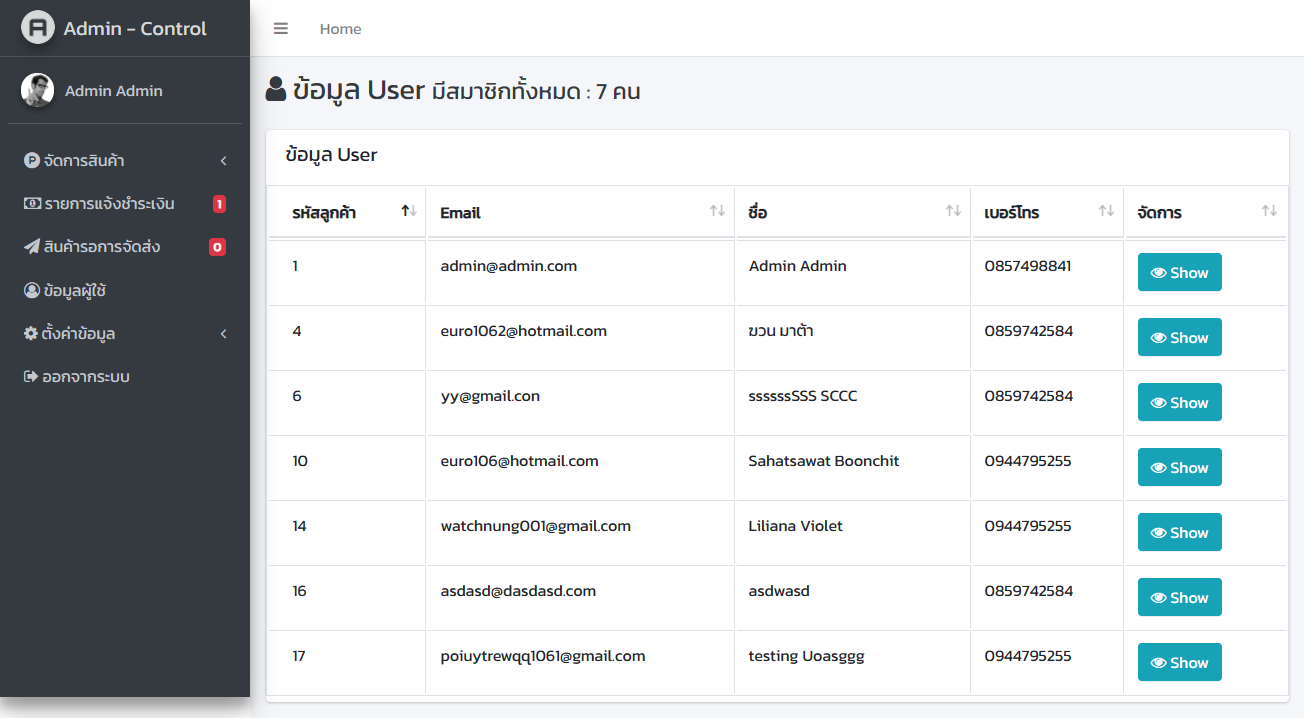 Admin - Control
Home
Admin Admin
จัดการสินค้า
รายการแจ้งชำระเงิน 1
สินค้ารอการจัดส่ง 0
ข้อมูลผู้ใช้
ตั้งค่าข้อมูล
ออกจากระบบ
ข้อมูล User มีสมาชิกทั้งหมด : 7 คน
ข้อมูล User
รหัสลูกค้า Email ชื่อ เบอร์โทร จัดการ
1 admin@admin.com Admin Admin 0857498841 Show
4 euro1062@hotmail.com ฆวน มาต้า 0859742584 Show
6 yy@gmail.con ssssssSSS SCCC 0859742584 Show
10 euro106@hotmail.com Sahatsawat Boonchit 0944795255 Show
14 watchnung001@gmail.com Liliana Violet 0944795255 Show
16 asdasd@dasdasd.com asdwasd 0859742584 Show
17 poiuytrewqq1061@gmail.com testing Uoasggg 0944795255 Show